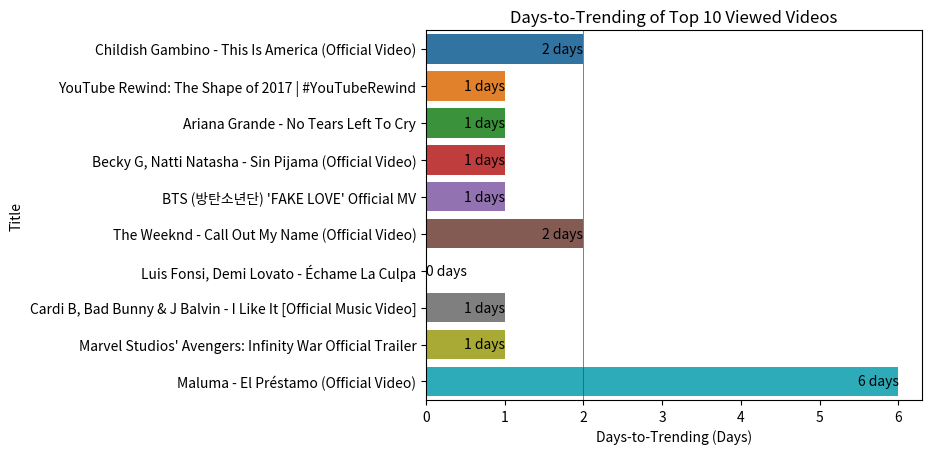 Days-to-Trending of Top 10 Viewed Videos
Childish Gambino - This Is America (Official Video)
2 days
YouTube Rewind: The Shape of 2017 | #YouTubeRewind
1 days
Ariana Grande - No Tears Left To Cry
1 days
Becky G, Natti Natasha - Sin Pijama (Official Video)
1 days
BTS (방탄소년단) 'FAKE LOVE' Official MV
1 days
The Weeknd - Call Out My Name (Official Video)
2 days
Luis Fonsi, Demi Lovato - Échame La Culpa
0 days
Cardi B, Bad Bunny & J Balvin - I Like It [Official Music Video]
1 days
Marvel Studios' Avengers: Infinity War Official Trailer
1 days
Maluma - El Préstamo (Official Video)
6 days
Title
0 1 2 3 4 5 6
Days-to-Trending (Days)